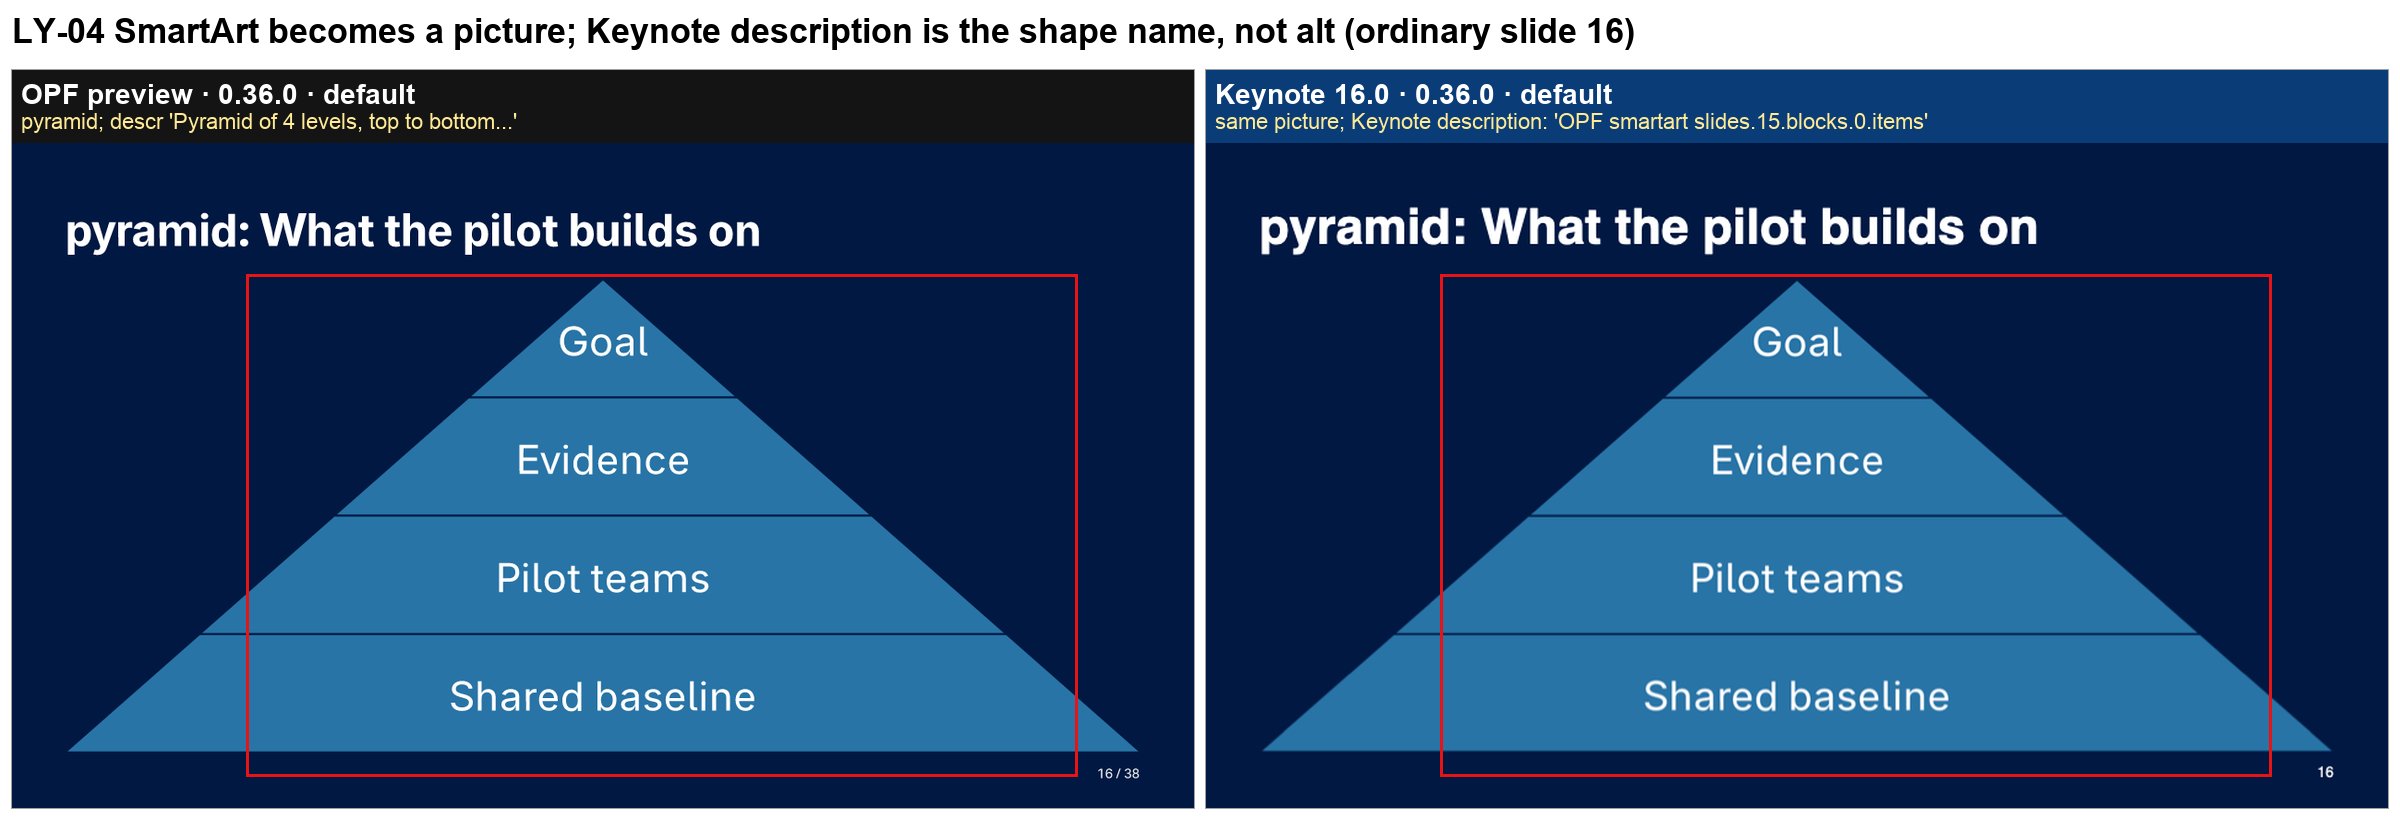 LY-04 SmartArt becomes a picture; Keynote description is the shape name, not alt (ordinary slide 16)
OPF preview · 0.36.0 · default
pyramid; descr 'Pyramid of 4 levels, top to bottom...'
pyramid: What the pilot builds on
Goal
Evidence
Pilot teams
Shared baseline
16 / 38
Keynote 16.0 · 0.36.0 · default
same picture; Keynote description: 'OPF smartart slides.15.blocks.0.items'
pyramid: What the pilot builds on
Goal
Evidence
Pilot teams
Shared baseline
16